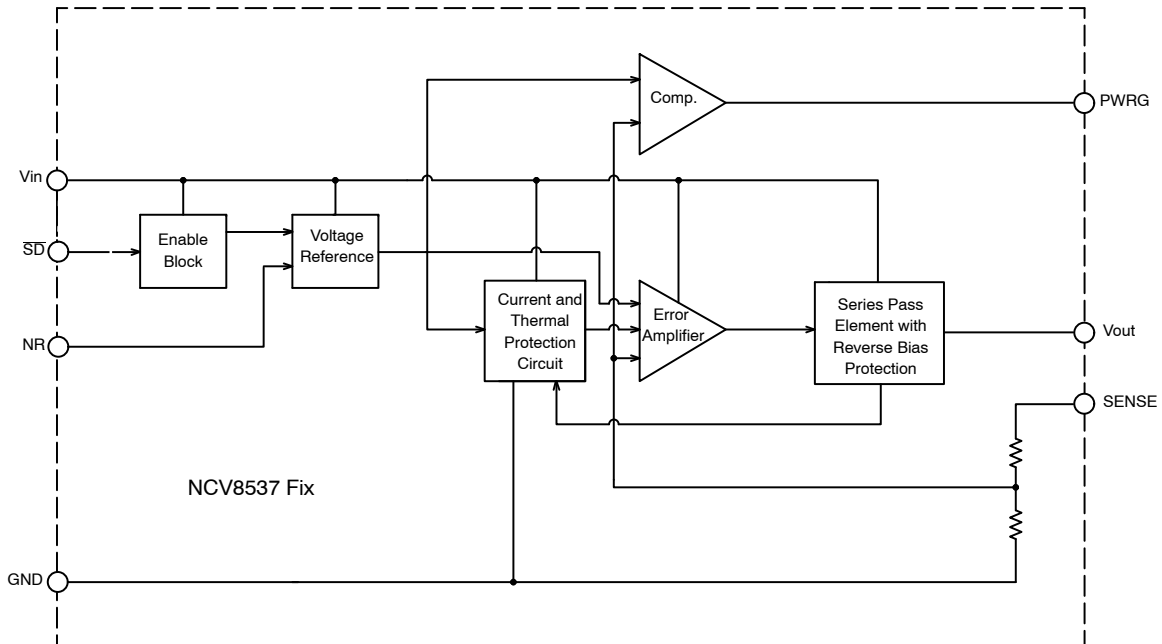 Comp.
PWRG
Vin
S̅D̅
Enable
Block
Voltage
Reference
NR
Current and
Thermal
Protection
Circuit
Error
Amplifier
Series Pass
Element with
Reverse Bias
Protection
Vout
SENSE
NCV8537 Fix
GND